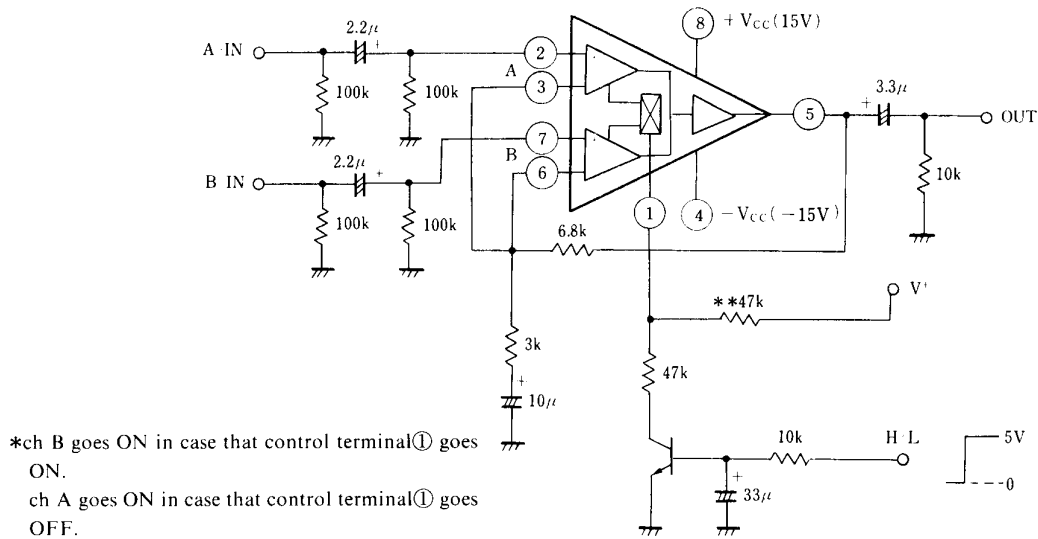 2.2μ
+
8
+ VCC (15V)
A·IN
2
A
3
3.3μ
+
100k
100k
5
OUT
7
2.2μ
B
+
6
10k
B IN
1
4
−VCC (−15V)
100k
100k
6.8k
V⁺
**47k
3k
47k
+
10μ
*ch B goes ON in case that control terminal① goes
ON.
ch A goes ON in case that control terminal① goes
OFF.
10k
H·L
5V
+
33μ
0